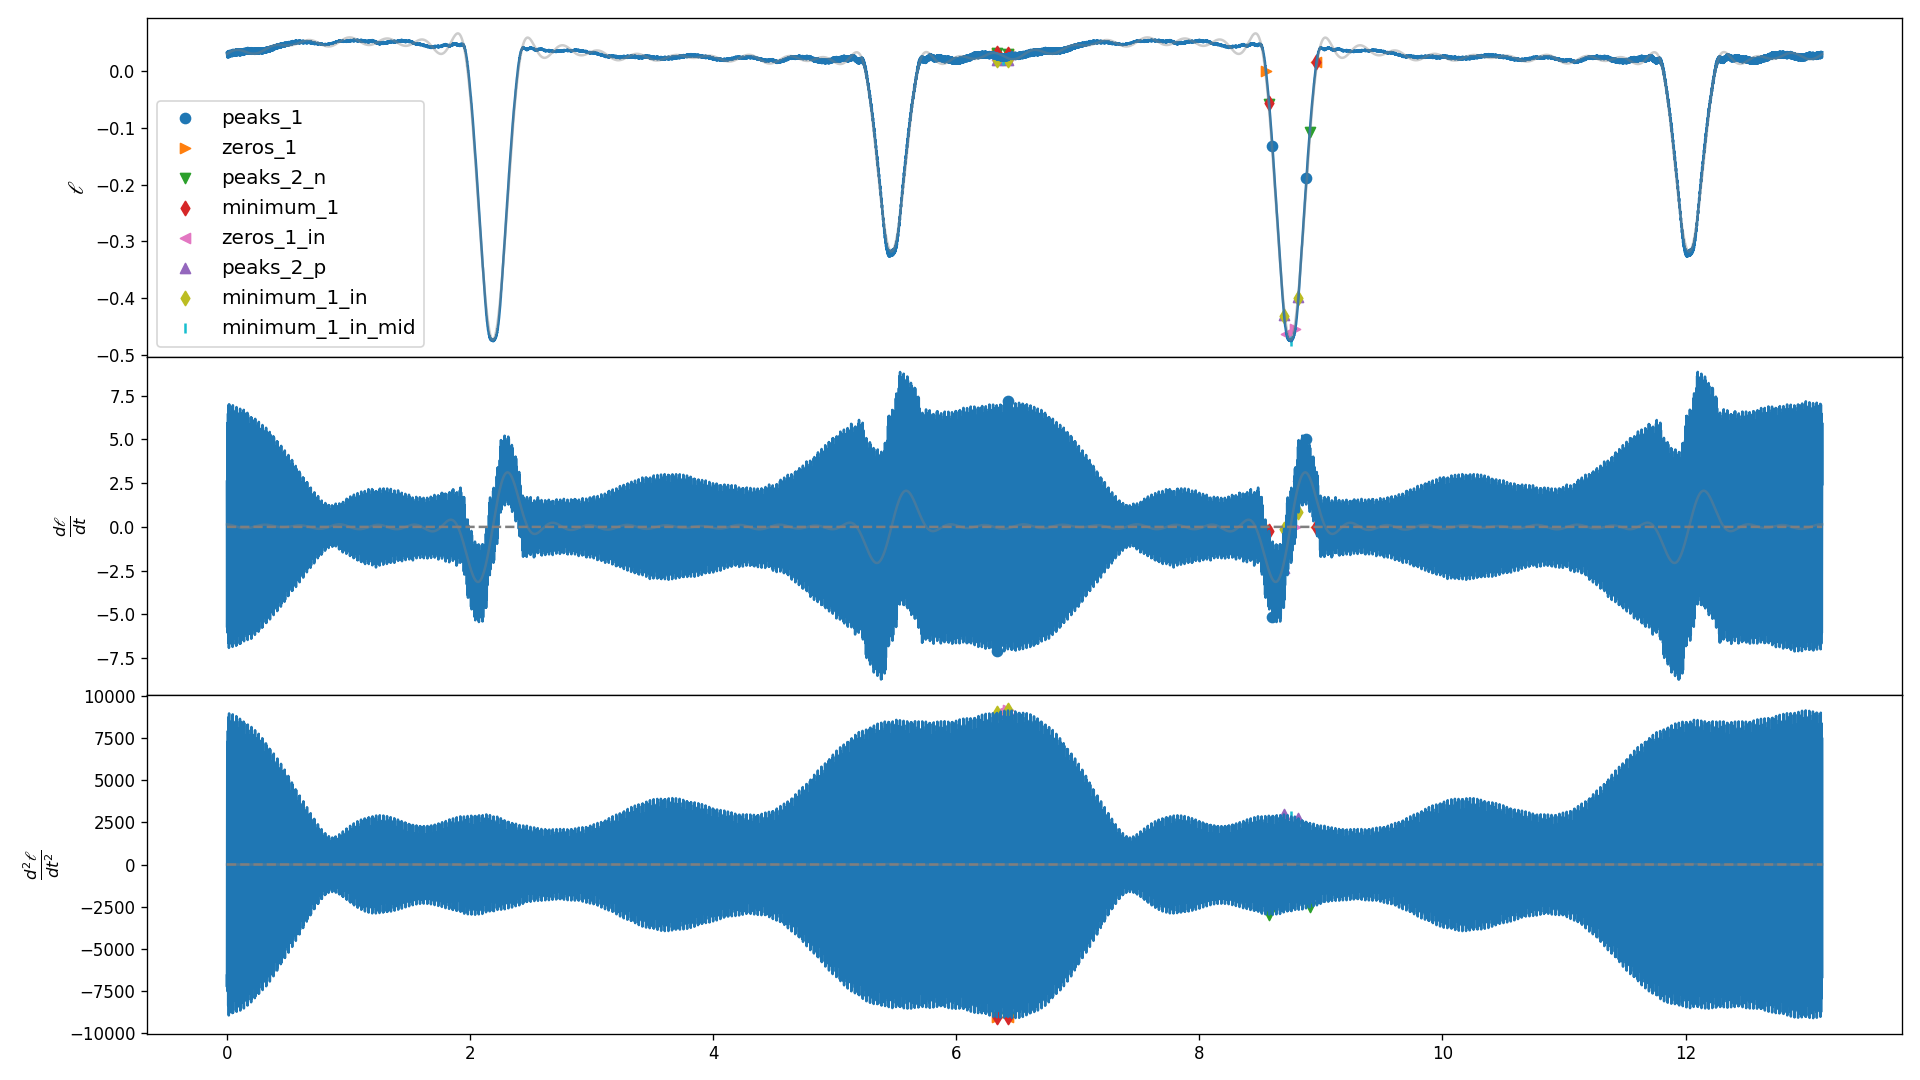 0.0
−0.1
−0.2
−0.3
−0.4
−0.5
ℓ
peaks_1
zeros_1
peaks_2_n
minimum_1
zeros_1_in
peaks_2_p
minimum_1_in
minimum_1_in_mid
7.5
5.0
2.5
0.0
−2.5
−5.0
−7.5
dℓ/dt
10000
7500
5000
2500
0
−2500
−5000
−7500
−10000
d²ℓ/dt²
0 2 4 6 8 10 12